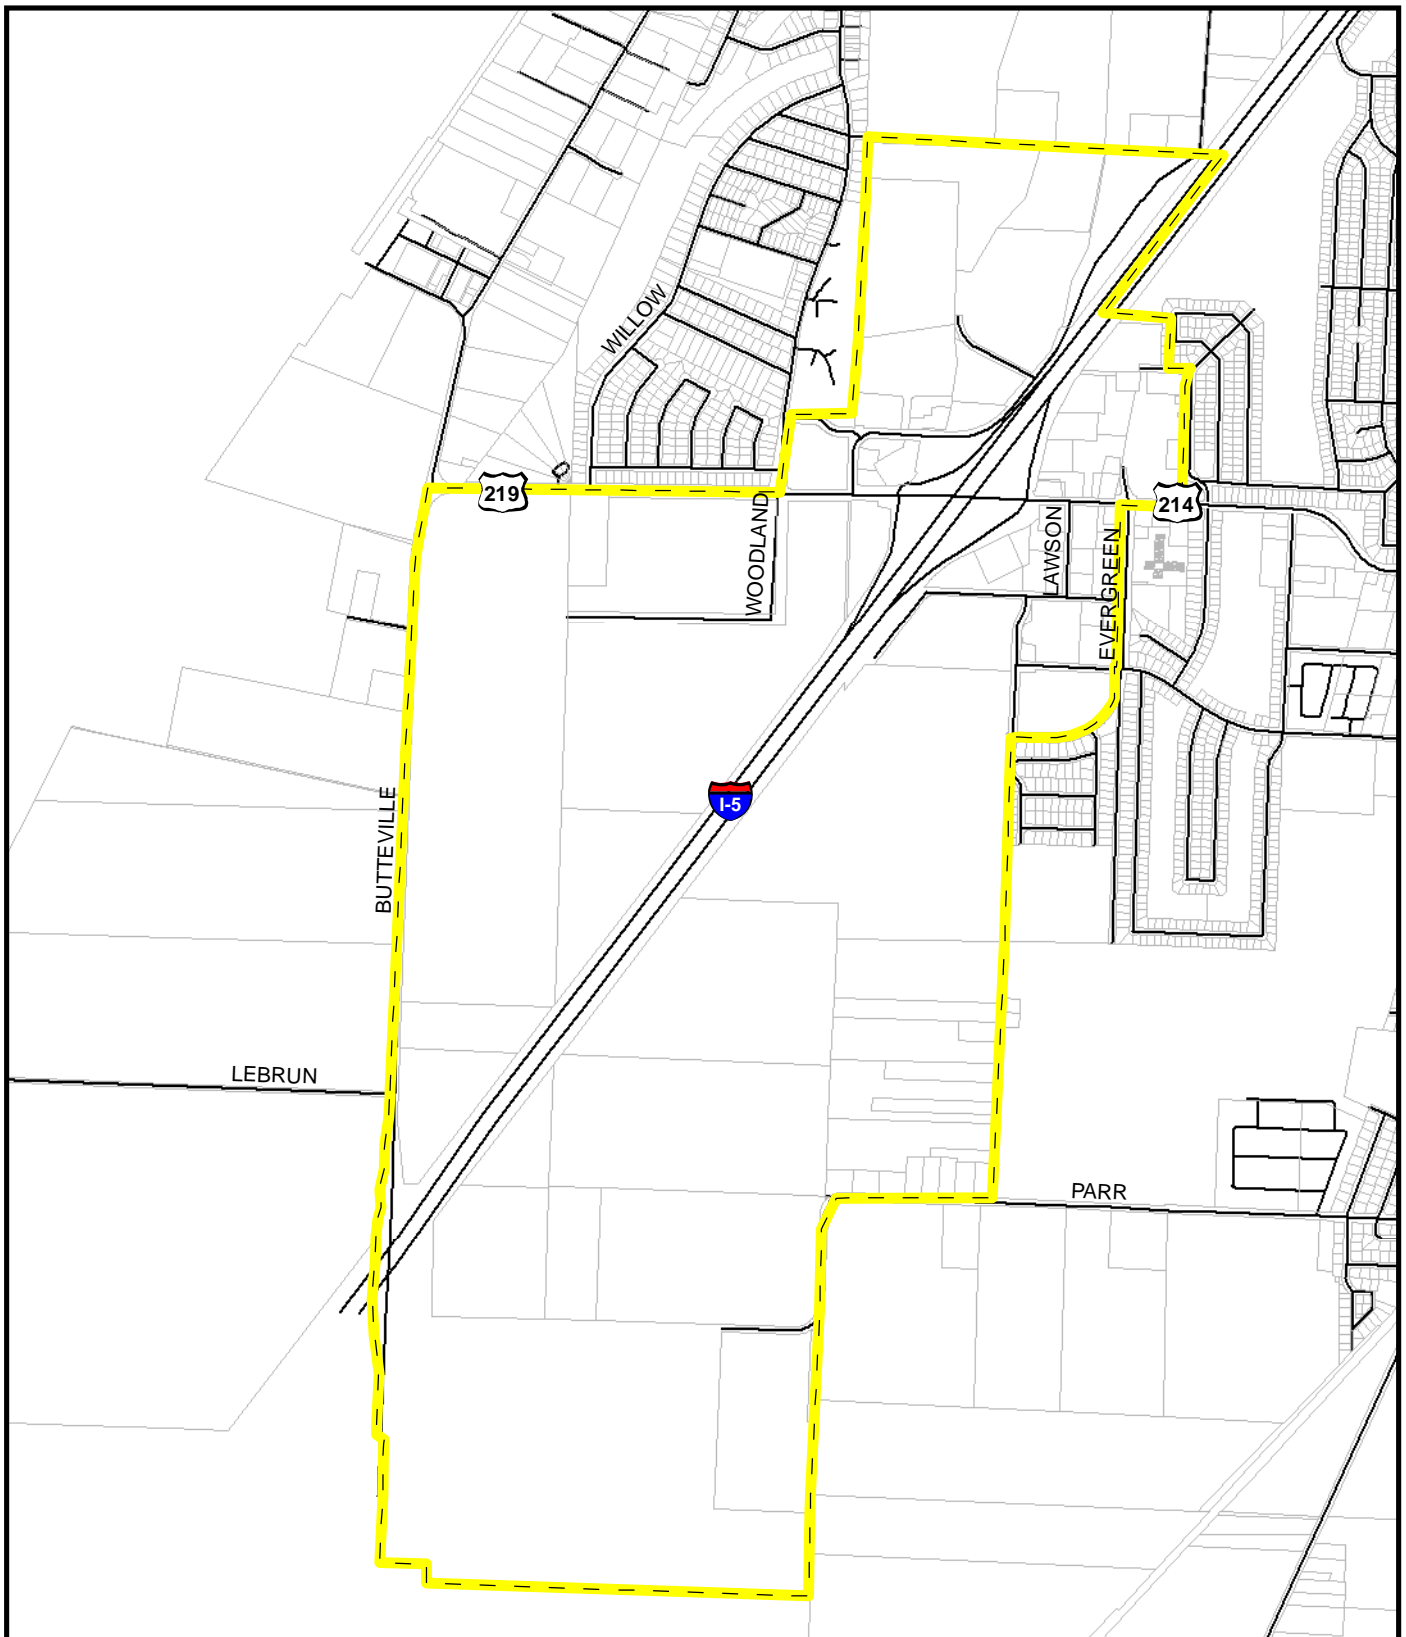 WILLOW
219
214
WOODLAND
LAWSON
EVERGREEN
I-5
BUTTEVILLE
LEBRUN
PARR